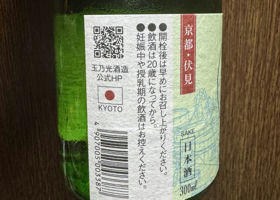 京都・伏見
SAKE
日本酒
300ml
●開栓後は早めにお召し上がりください。
●飲酒は20歳になってから。
●妊娠中や授乳期の飲酒はお控えください。
玉乃光酒造
公式HP
KYOTO